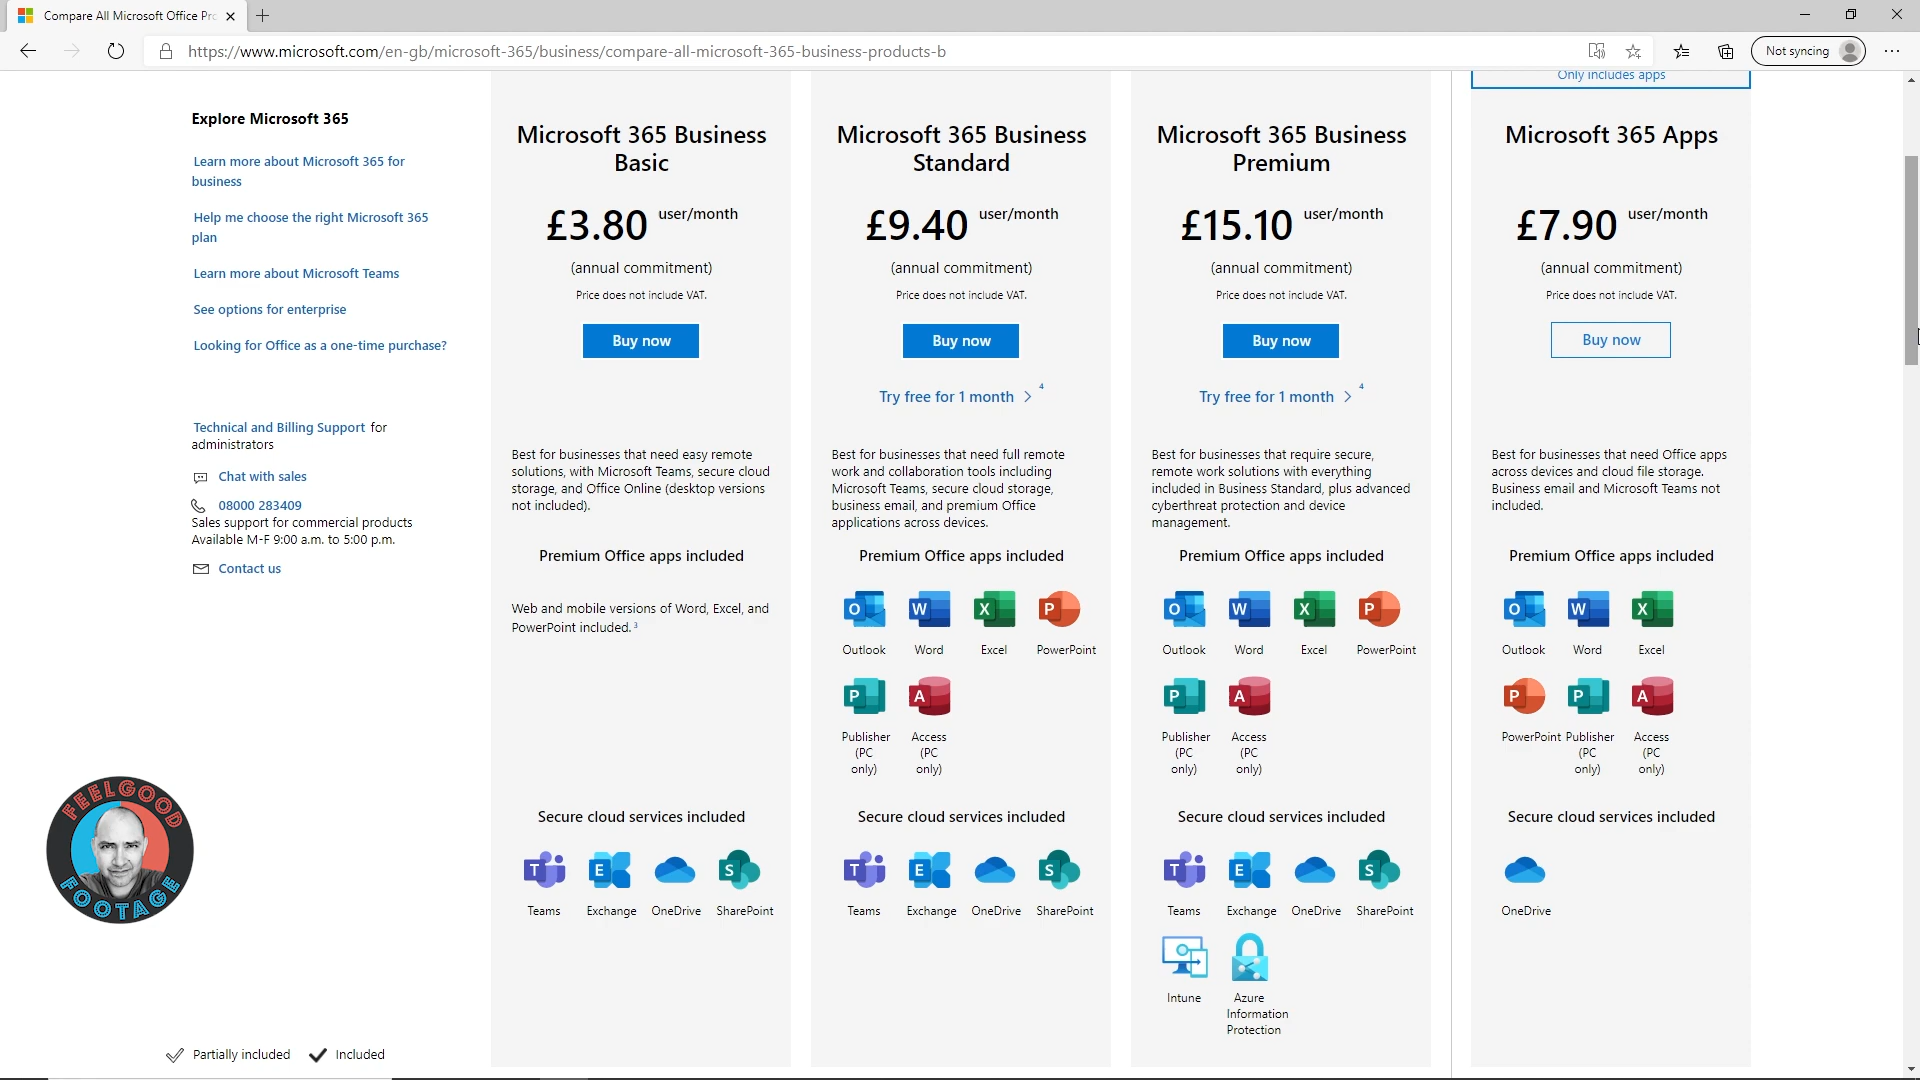 Compare All Microsoft Office Pro
https://www.microsoft.com/en-gb/microsoft-365/business/compare-all-microsoft-365-business-products-b
Not syncing
Explore Microsoft 365
Learn more about Microsoft 365 for
business
Help me choose the right Microsoft 365
plan
Learn more about Microsoft Teams
See options for enterprise
Looking for Office as a one-time purchase?
Technical and Billing Support for
administrators
Chat with sales
08000 283409
Sales support for commercial products
Available M-F 9:00 a.m. to 5:00 p.m.
Contact us
FEELGOOD
FOOTAGE
Partially included
Included
Microsoft 365 Business
Basic
£3.80 user/month
(annual commitment)
Price does not include VAT.
Buy now
Best for businesses that need easy remote
solutions, with Microsoft Teams, secure cloud
storage, and Office Online (desktop versions
not included).
Premium Office apps included
Web and mobile versions of Word, Excel, and
PowerPoint included. 3
Secure cloud services included
T E S
Teams Exchange OneDrive SharePoint
Microsoft 365 Business
Standard
£9.40 user/month
(annual commitment)
Price does not include VAT.
Buy now
Try free for 1 month > 4
Best for businesses that need full remote
work and collaboration tools including
Microsoft Teams, secure cloud storage,
business email, and premium Office
applications across devices.
Premium Office apps included
O W X P
Outlook Word Excel PowerPoint
P A
Publisher Access
(PC (PC
only) only)
Secure cloud services included
T E S
Teams Exchange OneDrive SharePoint
Microsoft 365 Business
Premium
£15.10 user/month
(annual commitment)
Price does not include VAT.
Buy now
Try free for 1 month > 4
Best for businesses that require secure,
remote work solutions with everything
included in Business Standard, plus advanced
cyberthreat protection and device
management.
Premium Office apps included
O W X P
Outlook Word Excel PowerPoint
P A
Publisher Access
(PC (PC
only) only)
Secure cloud services included
T E S
Teams Exchange OneDrive SharePoint
Intune Azure
Information
Protection
Only includes apps
Microsoft 365 Apps
£7.90 user/month
(annual commitment)
Price does not include VAT.
Buy now
Best for businesses that need Office apps
across devices and cloud file storage.
Business email and Microsoft Teams not
included.
Premium Office apps included
O W X
Outlook Word Excel
P P A
PowerPoint Publisher Access
(PC (PC
only) only)
Secure cloud services included
OneDrive